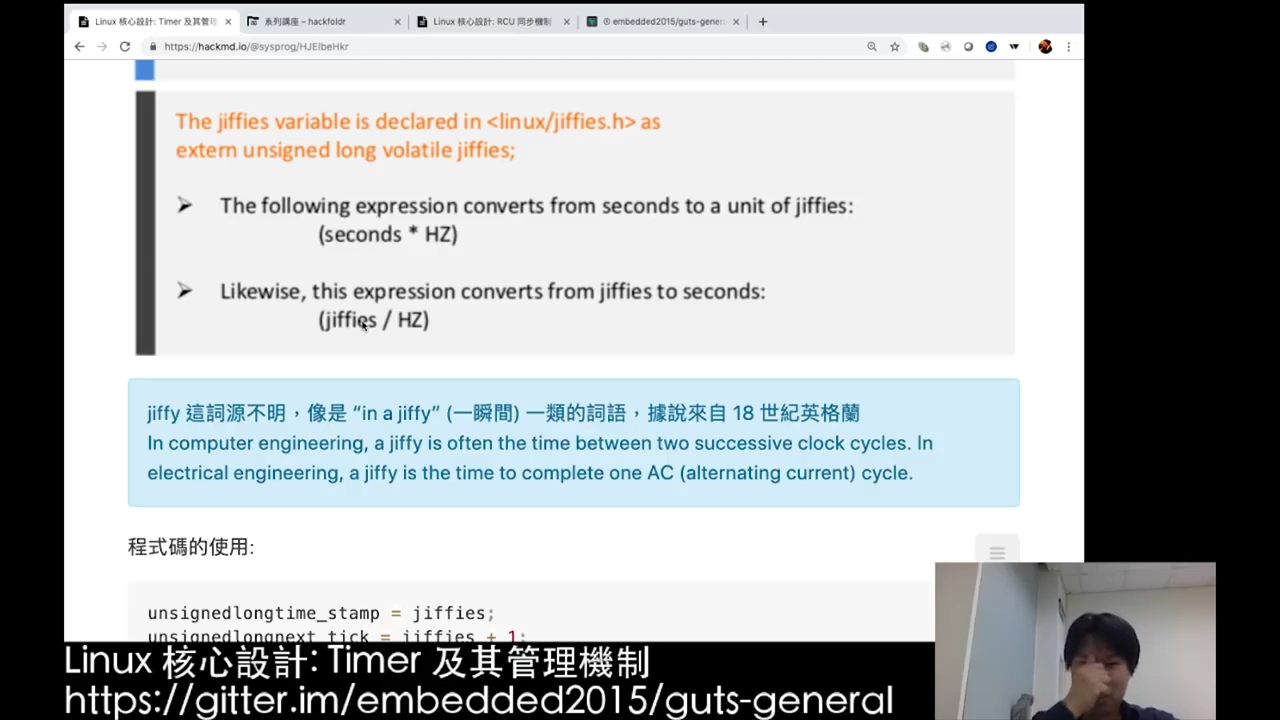 Linux 核心設計: Timer 及其管理
系列講座 – hackfoldr
Linux 核心設計: RCU 同步機制
embedded2015/guts-genera
https://hackmd.io/@sysprog/HJElbeHkr
The jiffies variable is declared in <linux/jiffies.h> as
extern unsigned long volatile jiffies;
➤ The following expression converts from seconds to a unit of jiffies:
(seconds * HZ)
➤ Likewise, this expression converts from jiffies to seconds:
(jiffies / HZ)
jiffy 這詞源不明，像是 “in a jiffy” (一瞬間) 一類的詞語，據說來自 18 世紀英格蘭
In computer engineering, a jiffy is often the time between two successive clock cycles. In
electrical engineering, a jiffy is the time to complete one AC (alternating current) cycle.
程式碼的使用:
unsignedlongtime_stamp = jiffies;
unsignedlongnext_tick = jiffies + 1;
Linux 核心設計: Timer 及其管理機制
https://gitter.im/embedded2015/guts-general